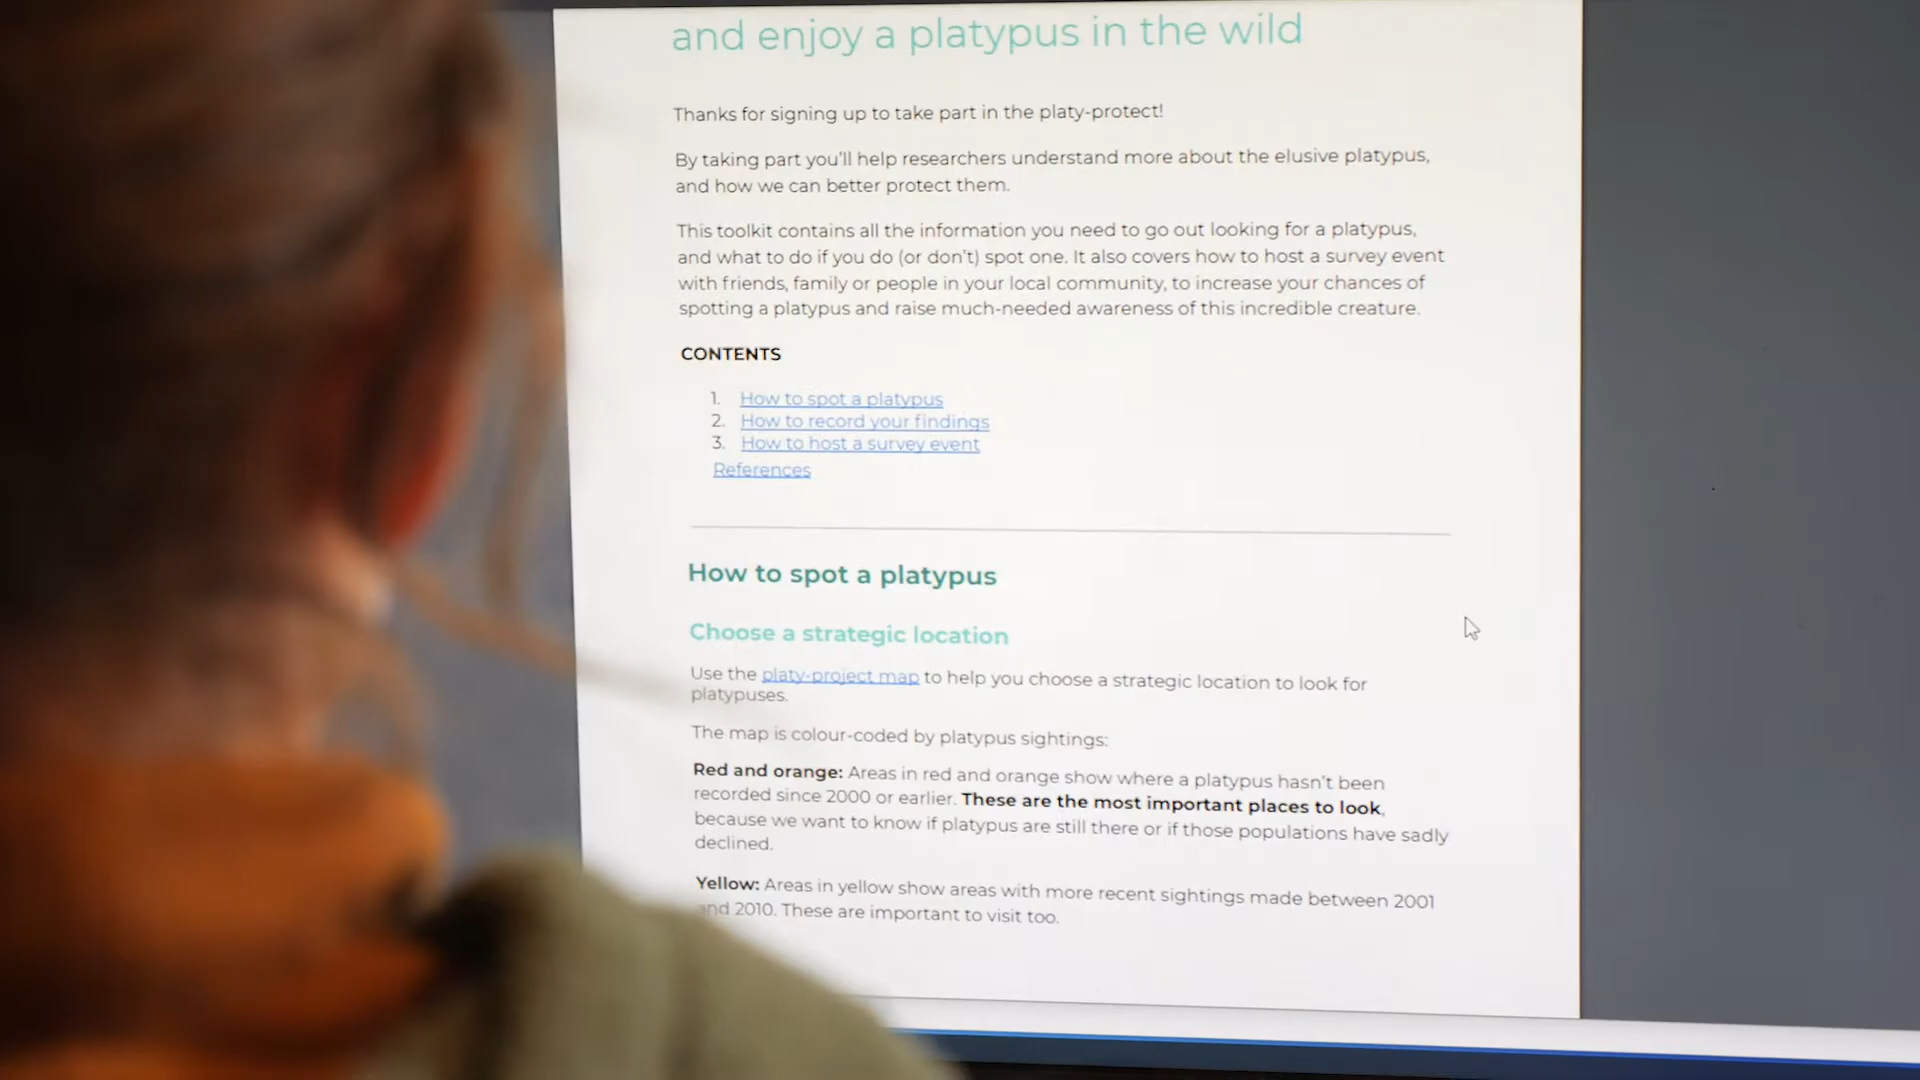 and enjoy a platypus in the wild
Thanks for signing up to take part in the platy-protect!
By taking part you'll help researchers understand more about the elusive platypus,
and how we can better protect them.
This toolkit contains all the information you need to go out looking for a platypus,
and what to do if you do (or don't) spot one. It also covers how to host a survey event
with friends, family or people in your local community, to increase your chances of
spotting a platypus and raise much-needed awareness of this incredible creature.
CONTENTS
1. How to spot a platypus
2. How to record your findings
3. How to host a survey event
References
How to spot a platypus
Choose a strategic location
Use the platy-project map to help you choose a strategic location to look for
platypuses.
The map is colour-coded by platypus sightings:
Red and orange: Areas in red and orange show where a platypus hasn't been
recorded since 2000 or earlier. These are the most important places to look,
because we want to know if platypus are still there or if those populations have sadly
declined.
Yellow: Areas in yellow show areas with more recent sightings made between 2001
and 2010. These are important to visit too.